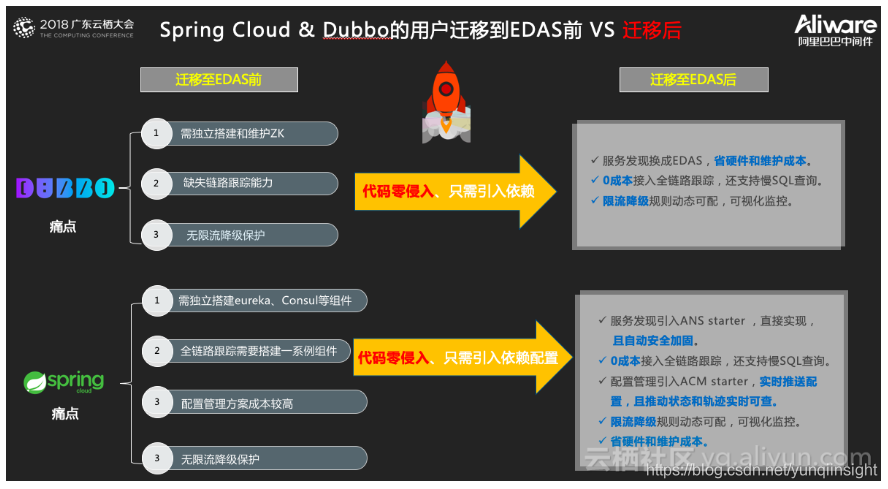 2018 广东云栖大会
THE COMPUTING CONFERENCE
Spring Cloud & Dubbo的用户迁移到EDAS前 VS 迁移后
Aliware
阿里巴巴中间件
迁移至EDAS前
迁移至EDAS后
DUBBO
痛点
1 需独立搭建和维护ZK
2 缺失链路跟踪能力
3 无限流降级保护
代码零侵入、只需引入依赖
✓ 服务发现换成EDAS，省硬件和维护成本。
✓ 0成本接入全链路跟踪，还支持慢SQL查询。
✓ 限流降级规则动态可配，可视化监控。
spring
cloud
痛点
1 需独立搭建eureka、Consul等组件
2 全链路跟踪需要搭建一系例组件
3 配置管理方案成本较高
3 无限流降级保护
代码零侵入、只需引入依赖配置
✓ 服务发现引入ANS starter ，直接实现，
且自动安全加固。
✓ 0成本接入全链路跟踪，还支持慢SQL查询。
✓ 配置管理引入ACM starter，实时推送配
置，且推动状态和轨迹实时可查。
✓ 限流降级规则动态可配，可视化监控。
✓ 省硬件和维护成本。
云栖社区 yq.aliyun.com
https://blog.csdn.net/yunqiinsight